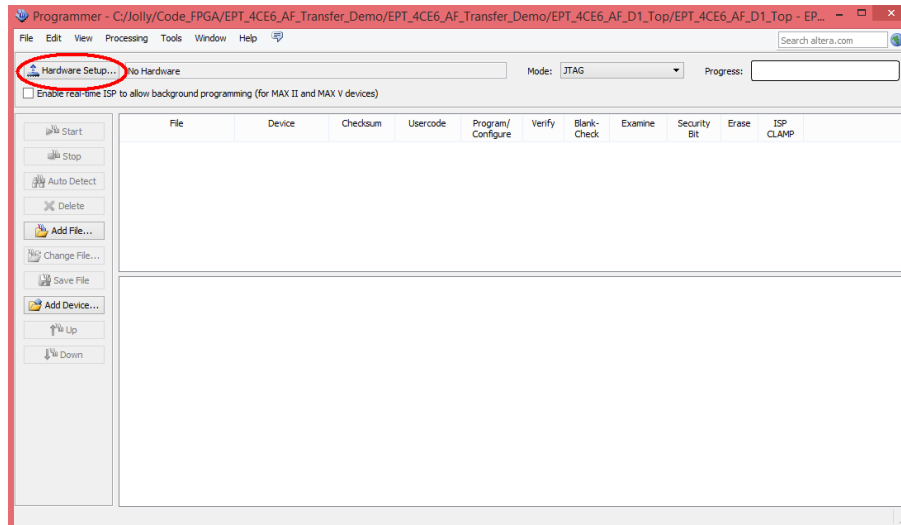 Programmer - C:/Jolly/Code_FPGA/EPT_4CE6_AF_Transfer_Demo/EPT_4CE6_AF_Transfer_Demo/EPT_4CE6_AF_D1_Top/EPT_4CE6_AF_D1_Top - EP...
File Edit View Processing Tools Window Help
Search altera.com
Hardware Setup... No Hardware Mode: JTAG Progress:
Enable real-time ISP to allow background programming (for MAX II and MAX V devices)
File Device Checksum Usercode Program/ Verify Blank- Examine Security Erase ISP
Configure Check Bit CLAMP
Start
Stop
Auto Detect
Delete
Add File...
Change File...
Save File
Add Device...
Up
Down